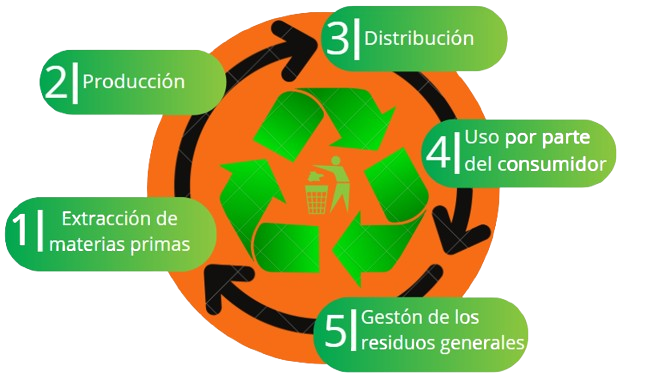 1 Extracción de
materias primas
2 Producción
3 Distribución
4 Uso por parte
del consumidor
5 Gestón de los
residuos generales